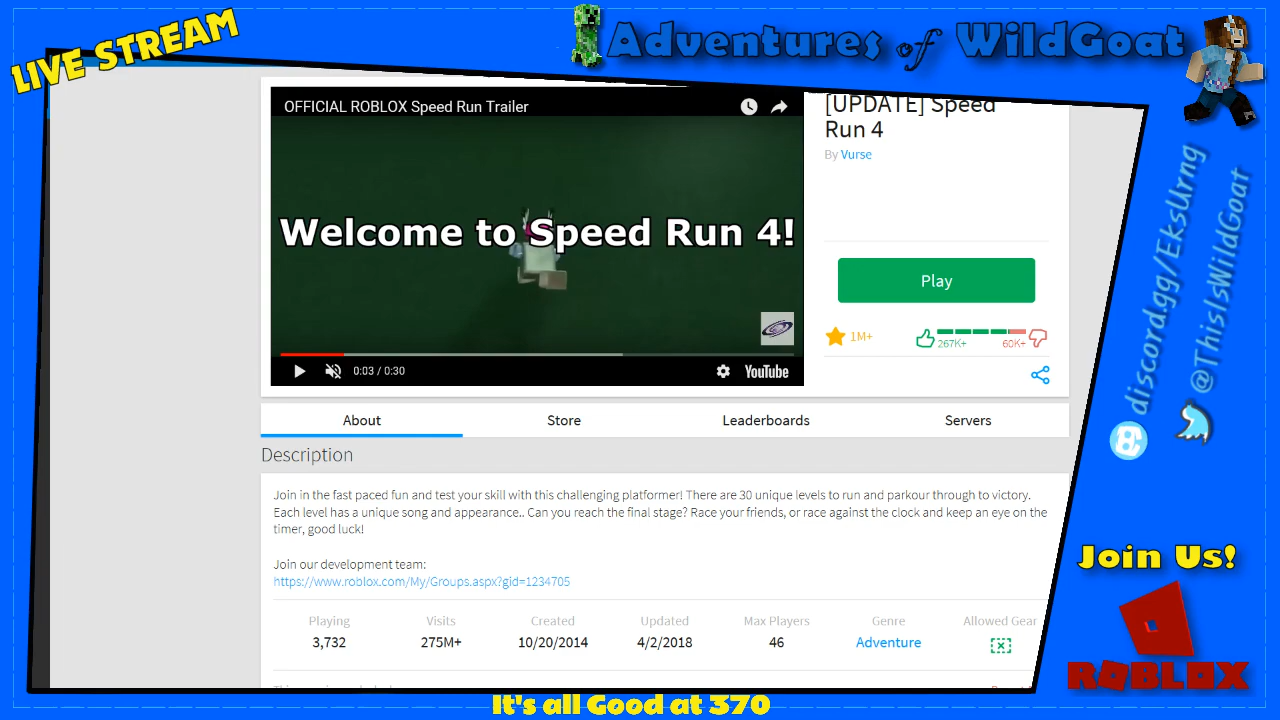 LIVE STREAM
Adventures of WildGoat
OFFICIAL ROBLOX Speed Run Trailer
Welcome to Speed Run 4!
0:03 / 0:30
YouTube
[UPDATE] Speed
Run 4
By Vurse
Play
1M+
267K+
60K+
About
Store
Leaderboards
Servers
Description
Join in the fast paced fun and test your skill with this challenging platformer! There are 30 unique levels to run and parkour through to victory.
Each level has a unique song and appearance.. Can you reach the final stage? Race your friends, or race against the clock and keep an eye on the
timer, good luck!
Join our development team:
https://www.roblox.com/My/Groups.aspx?gid=1234705
Playing
Visits
Created
Updated
Max Players
Genre
Allowed Gear
3,732
275M+
10/20/2014
4/2/2018
46
Adventure
discord.gg/EksUrng
@ThisIsWildGoat
Join Us!
ROBLOX
It's all Good at 370